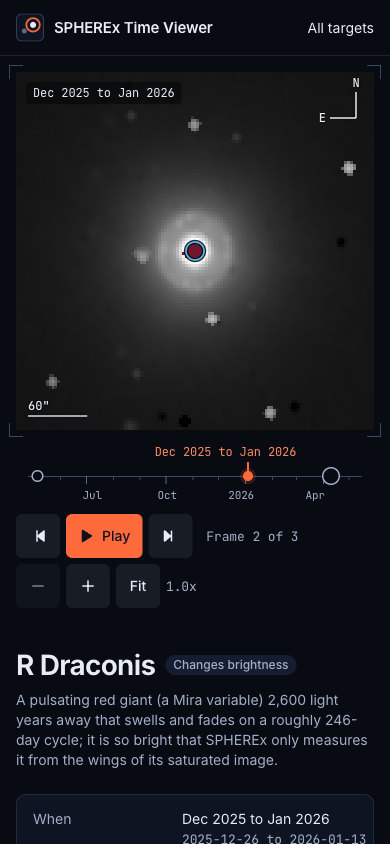 SPHEREx Time Viewer
All targets
Dec 2025 to Jan 2026
N
E
60"
Dec 2025 to Jan 2026
Jul
Oct
2026
Apr
Play
Frame 2 of 3
Fit
1.0x
R Draconis
Changes brightness
A pulsating red giant (a Mira variable) 2,600 light
years away that swells and fades on a roughly 246-
day cycle; it is so bright that SPHEREx only measures
it from the wings of its saturated image.
When
Dec 2025 to Jan 2026
2025-12-26 to 2026-01-13